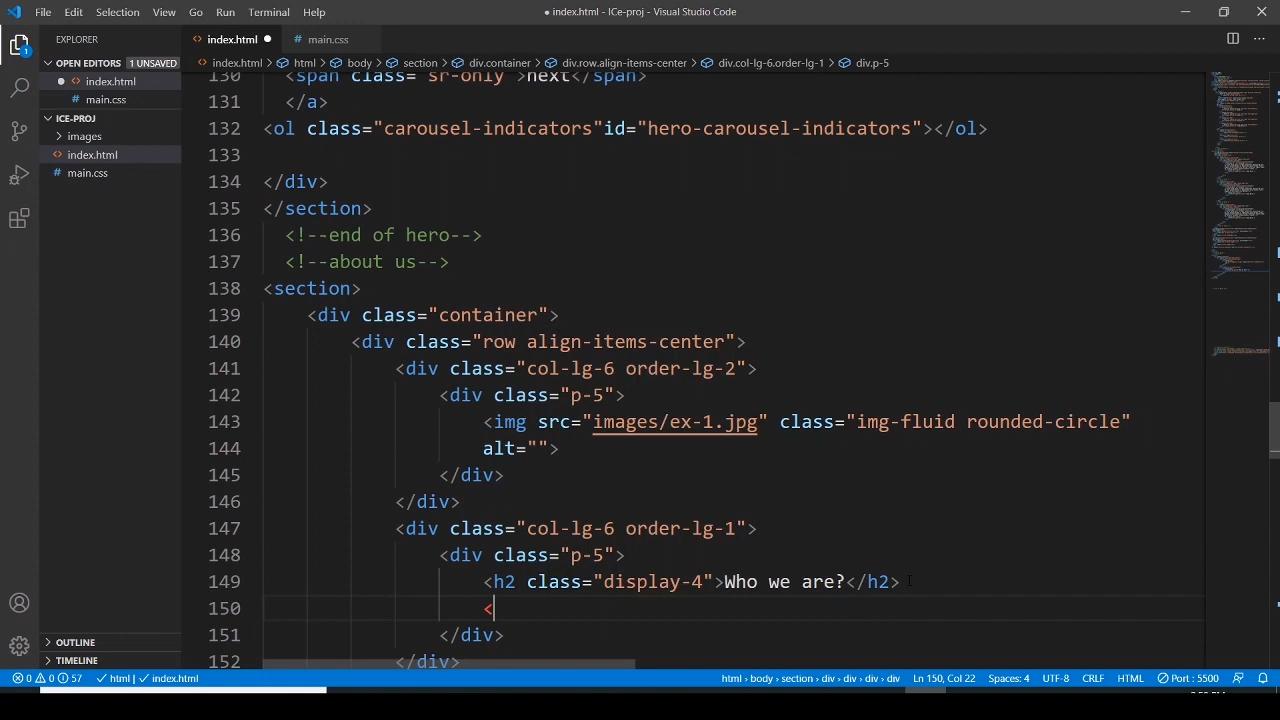 File Edit Selection View Go Run Terminal Help
● index.html - ICe-proj - Visual Studio Code
EXPLORER
index.html ●
main.css
OPEN EDITORS 1 UNSAVED
index.html > html > body > section > div.container > div.row.align-items-center > div.col-lg-6.order-lg-1 > div.p-5
index.html
main.css
ICE-PROJ
images
index.html
main.css
130 <span class="sr-only">next</span>
131 </a>
132 <ol class="carousel-indicators"id="hero-carousel-indicators"></ol>
133
134 </div>
135 </section>
136 <!--end of hero-->
137 <!--about us-->
138 <section>
139 <div class="container">
140 <div class="row align-items-center">
141 <div class="col-lg-6 order-lg-2">
142 <div class="p-5">
143 <img src="images/ex-1.jpg" class="img-fluid rounded-circle"
144 alt="">
145 </div>
146 </div>
147 <div class="col-lg-6 order-lg-1">
148 <div class="p-5">
149 <h2 class="display-4">Who we are?</h2>
150 <
151 </div>
152 </div>
OUTLINE
TIMELINE
0 0 57 html | index.html
html > body > section > div > div > div > div Ln 150, Col 22 Spaces: 4 UTF-8 CRLF HTML Port : 5500